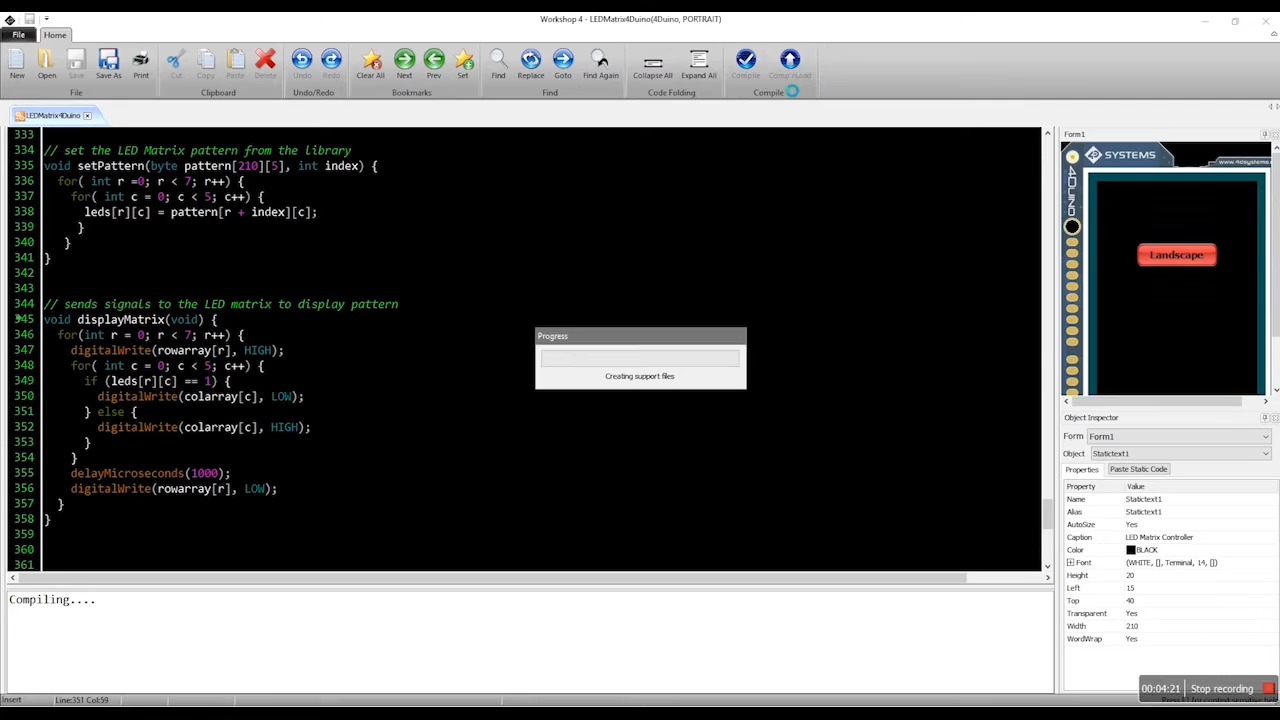 Workshop 4 - LEDMatrix4Duino(4Duino, PORTRAIT)
File Home
New Open Save Save As Print Cut Copy Paste Delete Undo Redo Clear All Next Prev Set Find Replace Goto Find Again Collapse All Expand All Compile
File Clipboard Undo/Redo Bookmarks Find Code Folding Compile
LEDMatrix4Duino
333
334 // set the LED Matrix pattern from the library
335 void setPattern(byte pattern[210][5], int index) {
336 for( int r =0; r < 7; r++) {
337 for( int c = 0; c < 5; c++) {
338 leds[r][c] = pattern[r + index][c];
339 }
340 }
341 }
342
343
344 // sends signals to the LED matrix to display pattern
345 void displayMatrix(void) {
346 for(int r = 0; r < 7; r++) {
347 digitalWrite(rowarray[r], HIGH);
348 for( int c = 0; c < 5; c++) {
349 if (leds[r][c] == 1) {
350 digitalWrite(colarray[c], LOW);
351 } else {
352 digitalWrite(colarray[c], HIGH);
353 }
354 }
355 delayMicroseconds(1000);
356 digitalWrite(rowarray[r], LOW);
357 }
358 }
359
360
361
Progress
Creating support files
Compiling....
Insert Line:351 Col:59
Form1
4D SYSTEMS
4DUINO
Landscape
Object Inspector
Form Form1
Object Statictext1
Properties Paste Static Code
Property Value
Name Statictext1
Alias Statictext1
AutoSize Yes
Caption LED Matrix Controller
Color BLACK
Font (WHITE, [], Terminal, 14, [])
Height 20
Left 15
Top 40
Transparent Yes
Width 210
WordWrap Yes
00:04:21 Stop recording